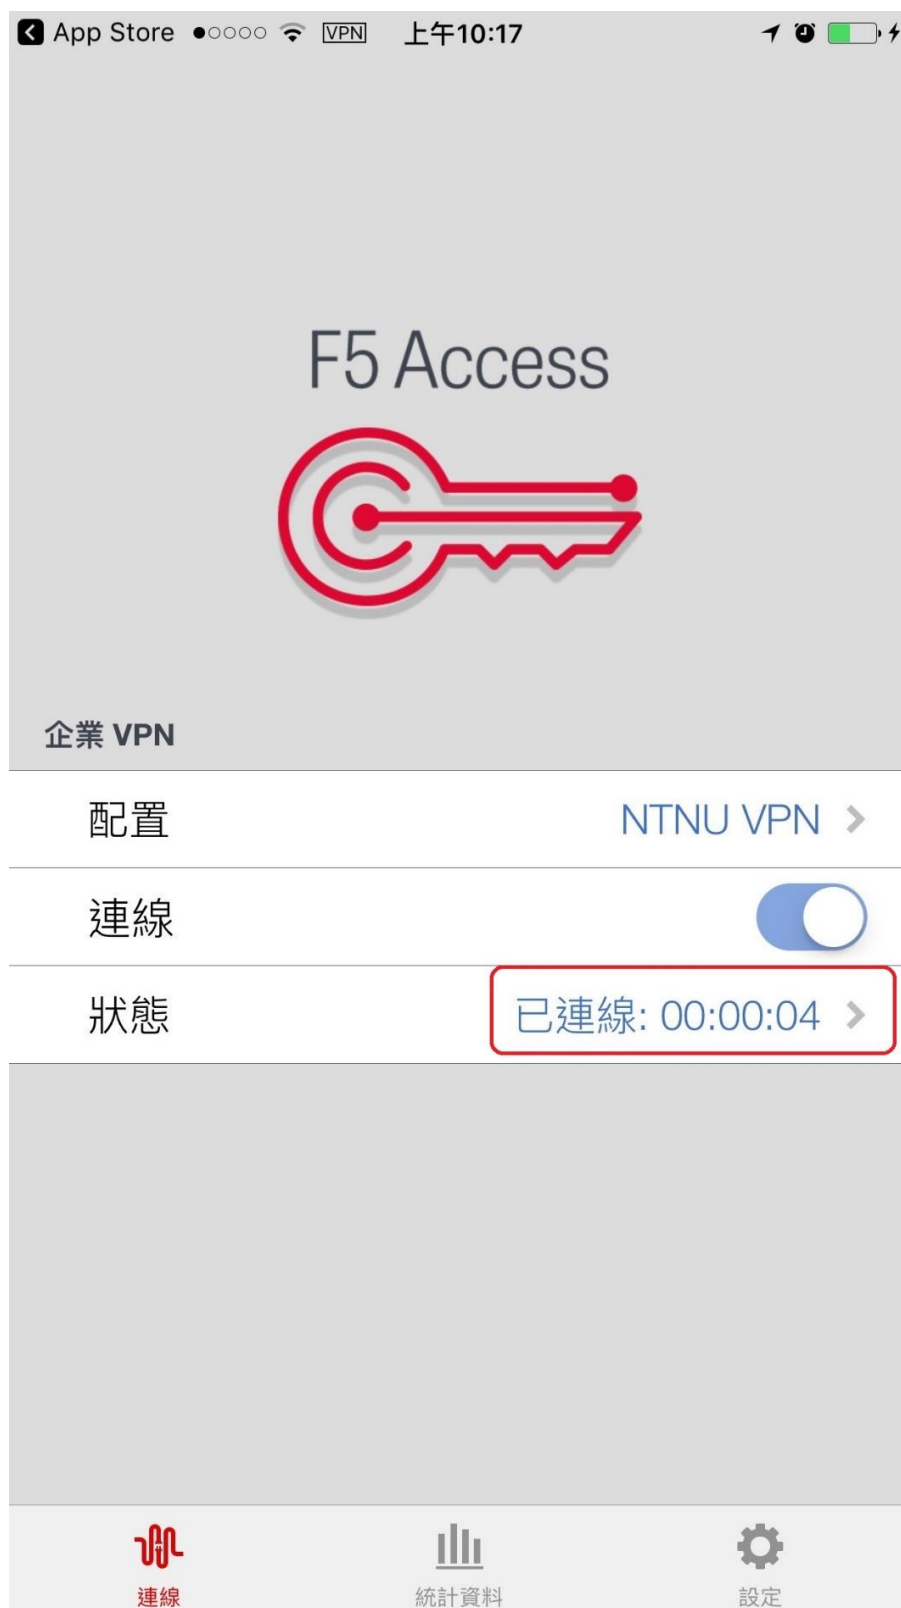 App Store VPN 上午10:17
F5 Access
企業 VPN
配置 NTNU VPN
連線
狀態 已連線: 00:00:04
連線 統計資料 設定